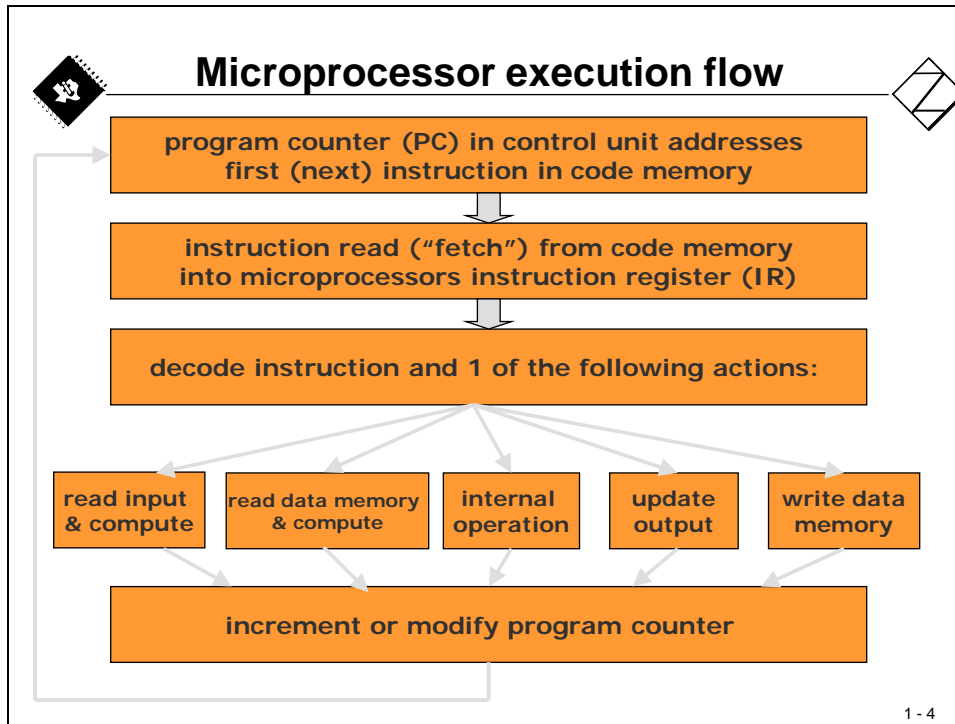 Microprocessor execution flow
program counter (PC) in control unit addresses
first (next) instruction in code memory
instruction read (“fetch”) from code memory
into microprocessors instruction register (IR)
decode instruction and 1 of the following actions:
read input
& compute
read data memory
& compute
internal
operation
update
output
write data
memory
increment or modify program counter
1 - 4